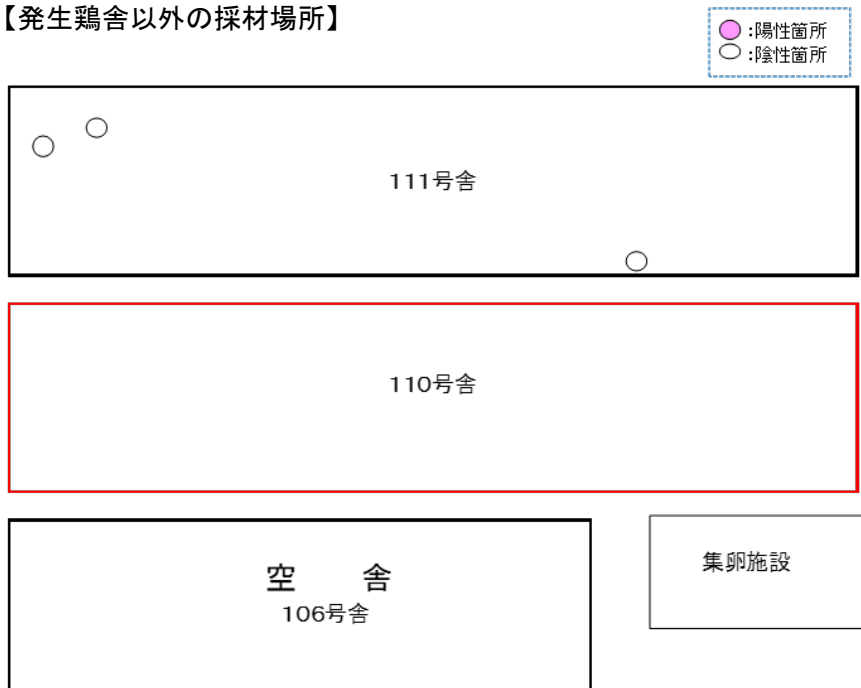 【発生鶏舎以外の採材場所】
:陽性箇所
:陰性箇所
111号舎
110号舎
空　舎
106号舎
集卵施設